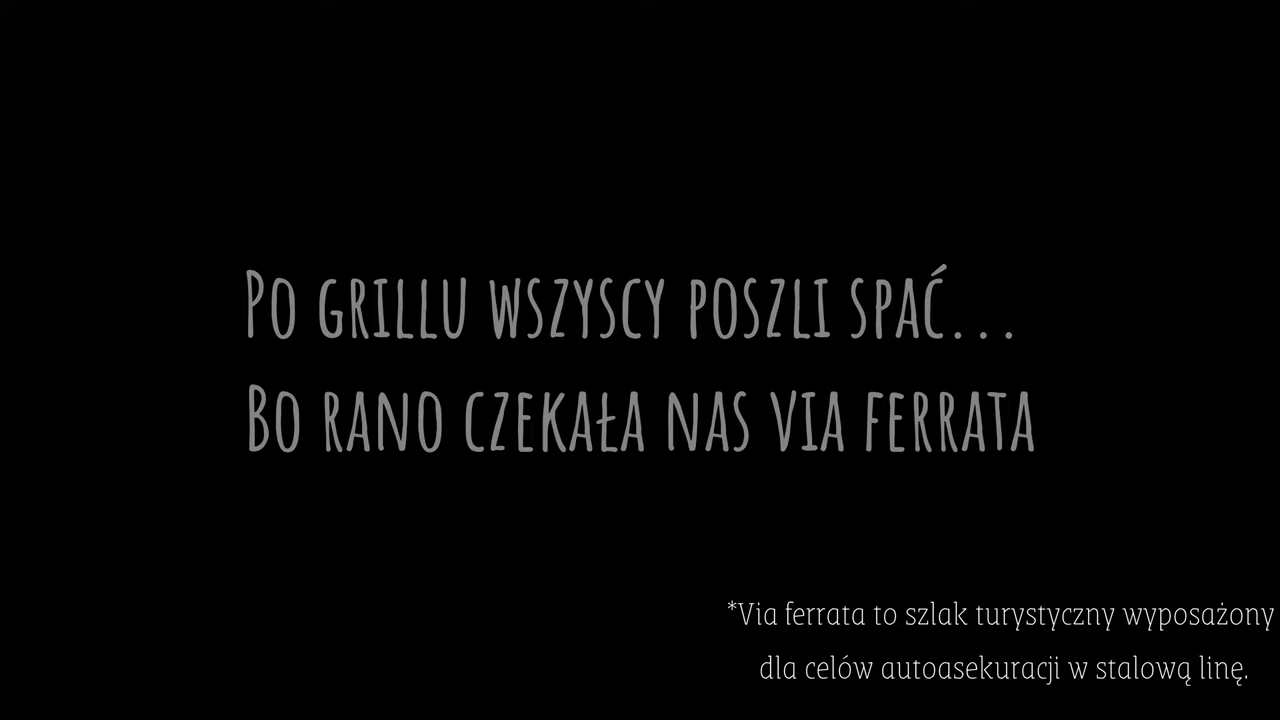 Po grillu wszyscy poszli spać...
Bo rano czekała nas via ferrata
*Via ferrata to szlak turystyczny wyposażony
dla celów autoasekuracji w stalową linę.